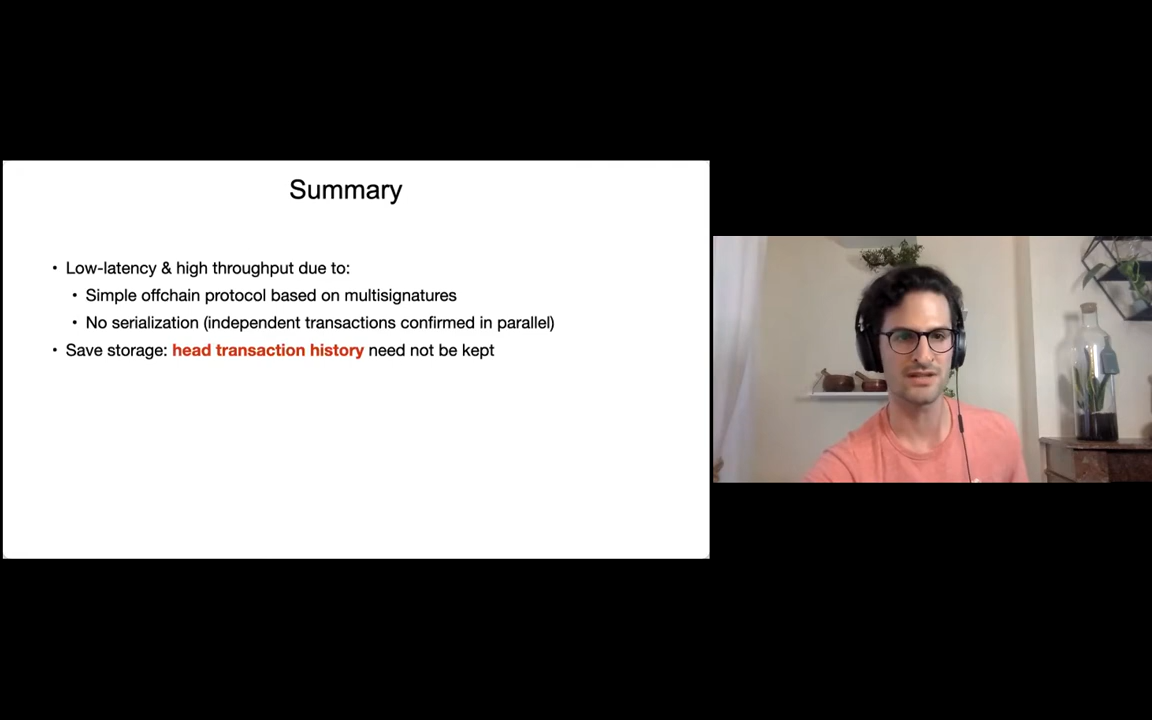 Summary
• Low-latency & high throughput due to:
• Simple offchain protocol based on multisignatures
• No serialization (independent transactions confirmed in parallel)
• Save storage: head transaction history need not be kept